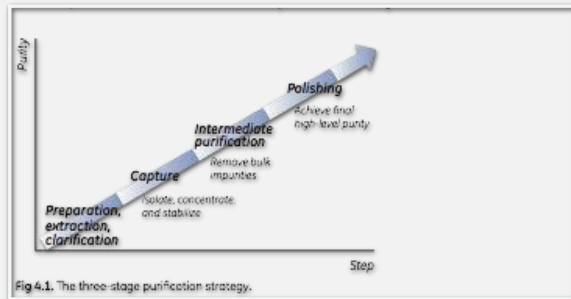 Purity
Polishing
Achieve final
high-level purity
Intermediate
purification
Remove bulk
impurities
Capture
Isolate, concentrate,
and stabilize
Preparation,
extraction,
clarification
Step
Fig 4.1. The three-stage purification strategy.